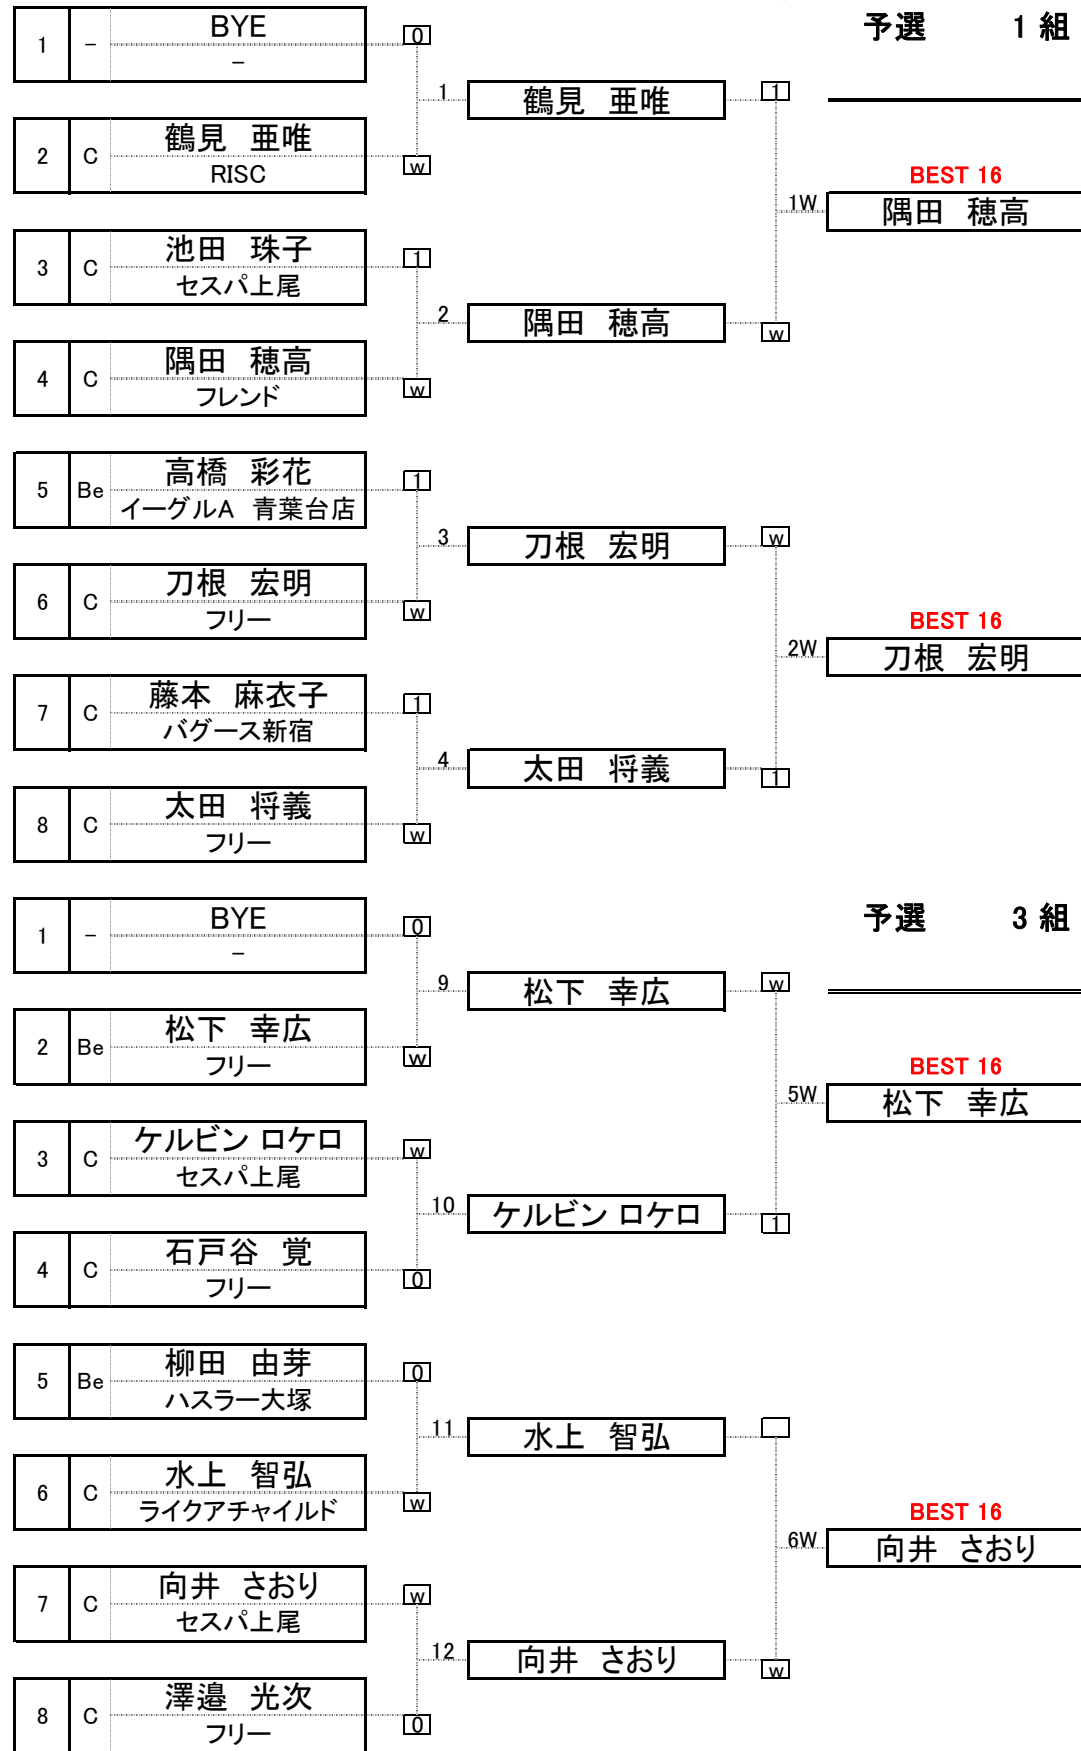 予選 1 組
1 - BYE 0
-
1 鶴見 亜唯 1
2 C 鶴見 亜唯 w
RISC
BEST 16
1W 隅田 穂高
3 C 池田 珠子 1
セスパ上尾
2 隅田 穂高 w
4 C 隅田 穂高 w
フレンド
5 Be 高橋 彩花 1
イーグルA 青葉台店
3 刀根 宏明 w
6 C 刀根 宏明 w
フリー
BEST 16
2W 刀根 宏明
7 C 藤本 麻衣子 1
バグース新宿
4 太田 将義 1
8 C 太田 将義 w
フリー
予選 3 組
1 - BYE 0
-
9 松下 幸広 w
2 Be 松下 幸広 w
フリー
BEST 16
5W 松下 幸広
3 C ケルビン ロケロ w
セスパ上尾
10 ケルビン ロケロ 1
4 C 石戸谷 覚 0
フリー
5 Be 柳田 由芽 0
ハスラー大塚
11 水上 智弘
6 C 水上 智弘 w
ライクアチャイルド
BEST 16
6W 向井 さおり
7 C 向井 さおり w
セスパ上尾
12 向井 さおり w
8 C 澤邉 光次 0
フリー